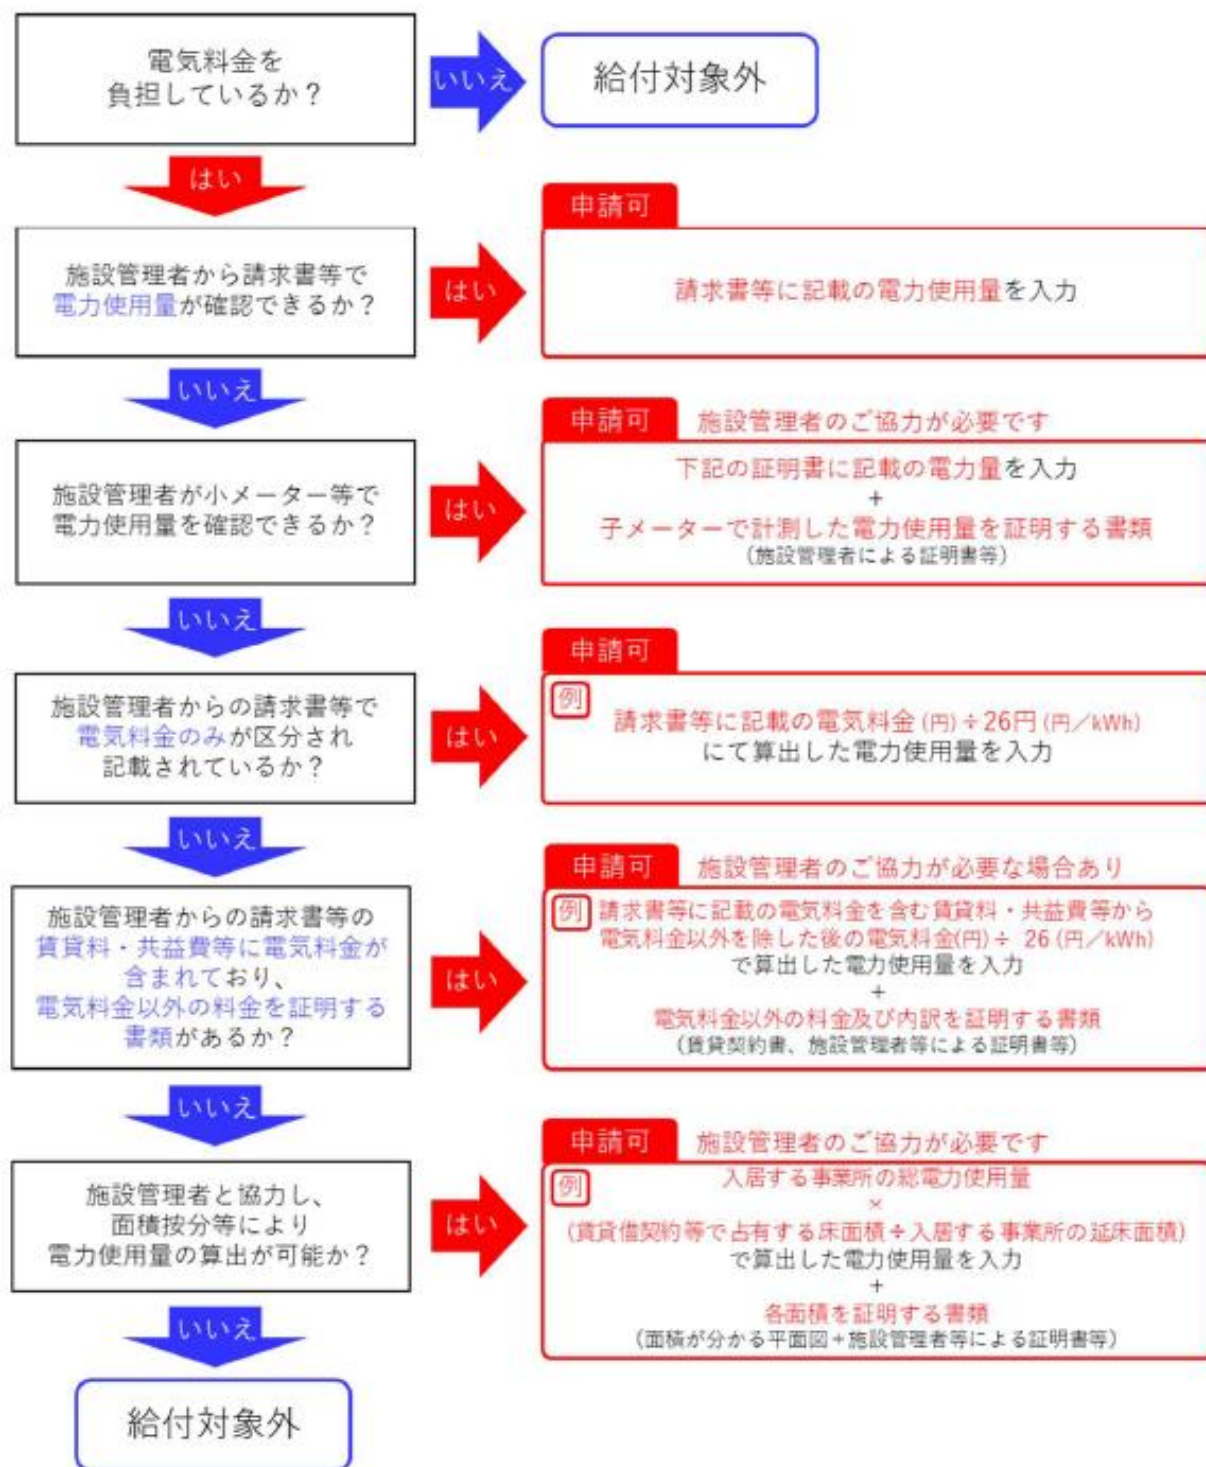 電気料金を
負担しているか？
いいえ
給付対象外
はい
施設管理者から請求書等で
電力使用量が確認できるか？
はい
申請可
請求書等に記載の電力使用量を入力
いいえ
施設管理者が小メーター等で
電力使用量を確認できるか？
はい
申請可 施設管理者のご協力が必要です
下記の証明書に記載の電力量を入力
+
子メーターで計測した電力使用量を証明する書類
(施設管理者による証明書等)
いいえ
施設管理者からの請求書等で
電気料金のみが区分され
記載されているか？
はい
申請可
例
請求書等に記載の電気料金(円)÷26円(円／kWh)
にて算出した電力使用量を入力
いいえ
施設管理者からの請求書等の
賃貸料・共益費等に電気料金が
含まれており、
電気料金以外の料金を証明する
書類があるか？
はい
申請可 施設管理者のご協力が必要な場合あり
例
請求書等に記載の電気料金を含む賃貸料・共益費等から
電気料金以外を除した後の電気料金(円)÷ 26(円／kWh)
で算出した電力使用量を入力
+
電気料金以外の料金及び内訳を証明する書類
(賃貸契約書、施設管理者等による証明書等)
いいえ
施設管理者と協力し、
面積按分等により
電力使用量の算出が可能か？
はい
申請可 施設管理者のご協力が必要です
例
入居する事業所の総電力使用量
×
(賃貸借契約等で占有する床面積÷入居する事業所の延床面積)
で算出した電力使用量を入力
+
各面積を証明する書類
(面積が分かる平面図+施設管理者等による証明書等)
いいえ
給付対象外